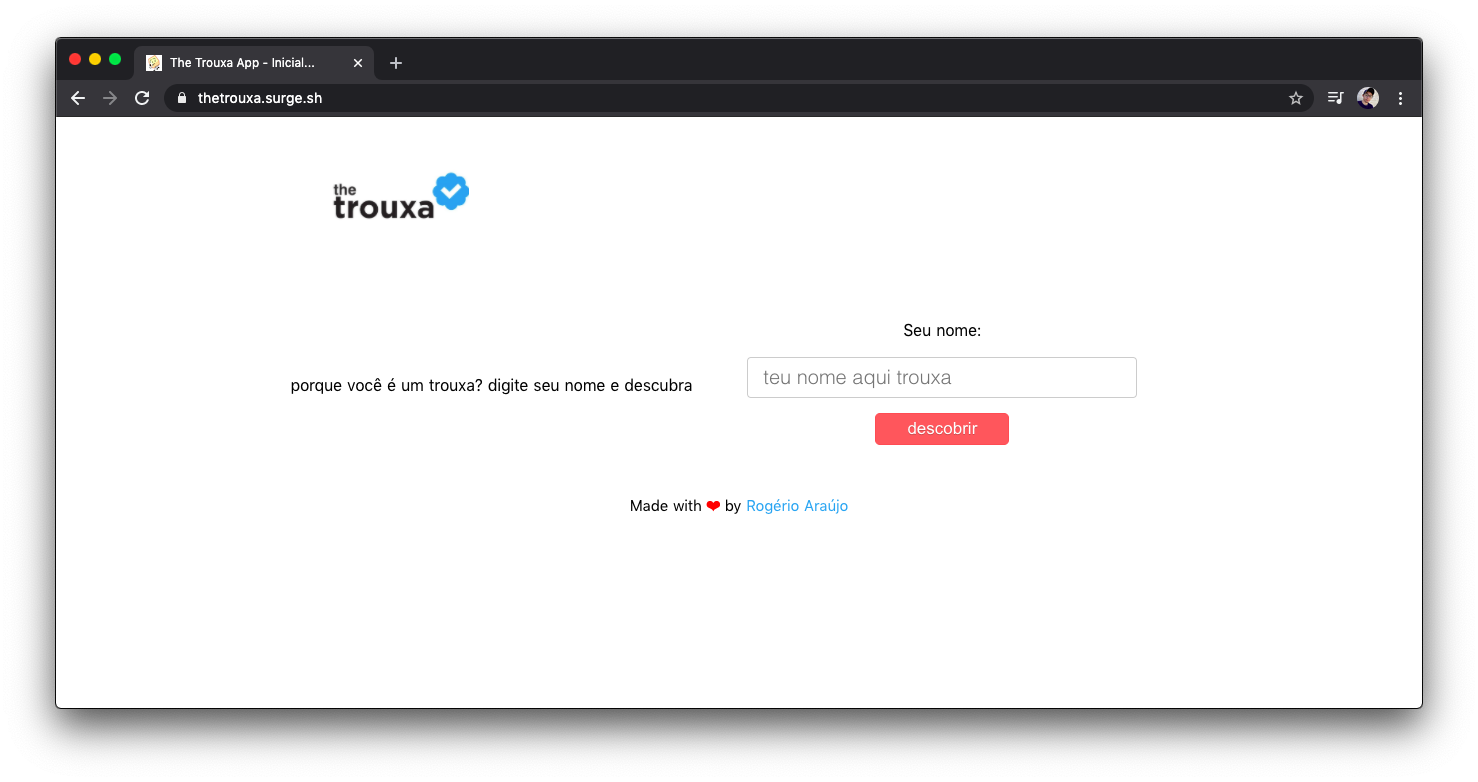 The Trouxa App - Inicial...
thetrouxa.surge.sh
the
trouxa
Seu nome:
teu nome aqui trouxa
porque você é um trouxa? digite seu nome e descubra
descobrir
Made with ❤ by Rogério Araújo